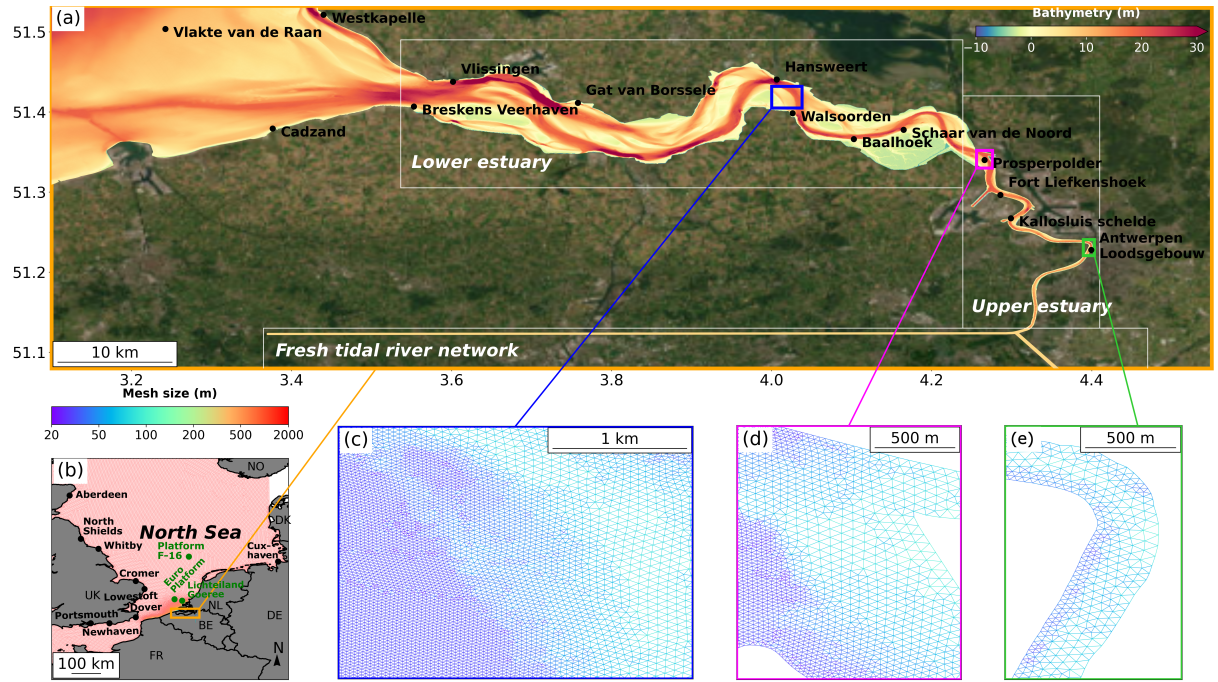 (a)
Bathymetry (m)
−10 0 10 20 30
51.5
51.4
51.3
51.2
51.1
Westkapelle
Vlakte van de Raan
Vlissingen
Hansweert
Gat van Borssele
Breskens Veerhaven
Walsoorden
Cadzand
Schaar van de Noord
Baalhoek
Lower estuary
Prosperpolder
Fort Liefkenshoek
Kallosluis schelde
Antwerpen
Loodsgebouw
Upper estuary
Fresh tidal river network
10 km
3.2 3.4 3.6 3.8 4.0 4.2 4.4
Mesh size (m)
20 50 100 200 500 2000
(b)
NO
Aberdeen
DK
North
Shields
North Sea
Whitby
Platform
F-16
Cux-
haven
Cromer
Euro
Platform
Lichteiland
Goeree
UK
Lowestoft
NL
Dover
Portsmouth
DE
BE
Newhaven
FR
N
100 km
(c)
1 km
(d)
500 m
(e)
500 m